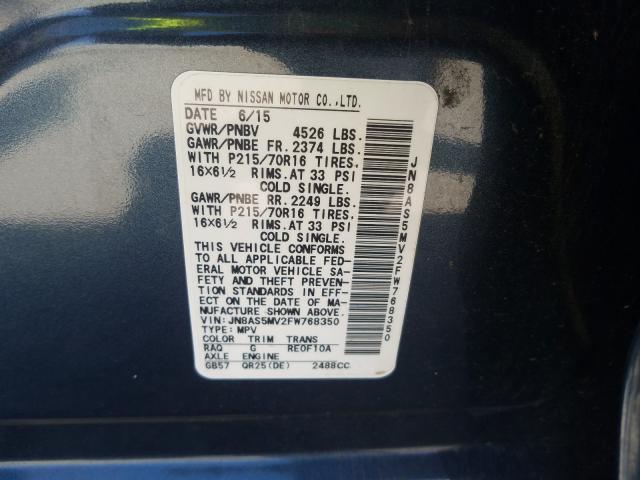 MFD BY NISSAN MOTOR CO.,LTD.
DATE 6/15
GVWR/PNBV 4526 LBS.
GAWR/PNBE FR. 2374 LBS.
WITH P215/70R16 TIRES,
16×6½ RIMS,AT 33 PSI
COLD SINGLE.
GAWR/PNBE RR. 2249 LBS.
WITH P215/70R16 TIRES,
16×6½ RIMS,AT 33 PSI
COLD SINGLE.
THIS VEHICLE CONFORMS
TO ALL APPLICABLE FED-
ERAL MOTOR VEHICLE SA-
FETY AND THEFT PREVEN-
TION STANDARDS IN EFF-
ECT ON THE DATE OF MA-
NUFACTURE SHOWN ABOVE.
VIN: JN8AS5MV2FW768350
TYPE: MPV
COLOR TRIM TRANS
RAQ G RE0F10A
AXLE ENGINE
GB57 QR25(DE) 2488CC
JN8AS5MV2FW768350